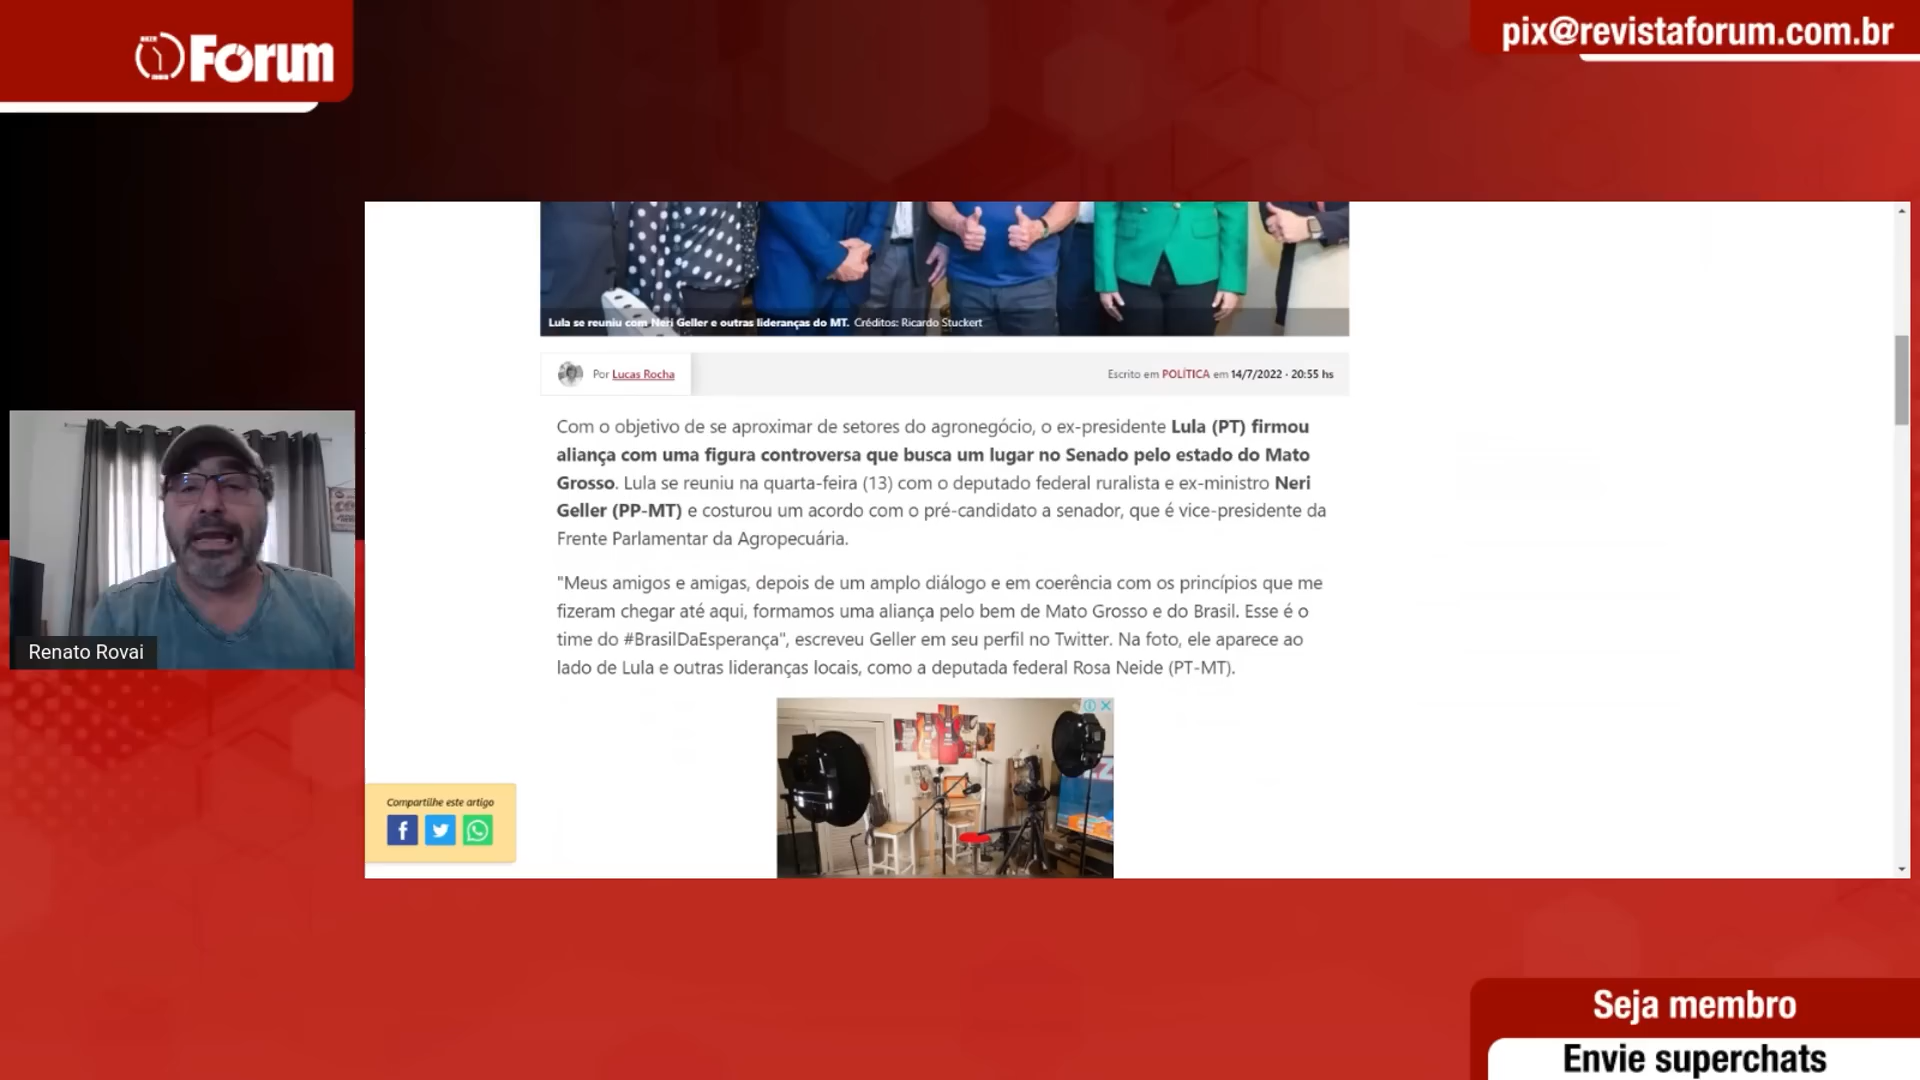 Forum
pix@revistaforum.com.br
Lula se reuniu com Neri Geller e outras lideranças do MT. Créditos: Ricardo Stuckert
Por Lucas Rocha
Escrito em POLÍTICA em 14/7/2022 · 20:55 hs
Com o objetivo de se aproximar de setores do agronegócio, o ex-presidente Lula (PT) firmou
aliança com uma figura controversa que busca um lugar no Senado pelo estado do Mato
Grosso. Lula se reuniu na quarta-feira (13) com o deputado federal ruralista e ex-ministro Neri
Geller (PP-MT) e costurou um acordo com o pré-candidato a senador, que é vice-presidente da
Frente Parlamentar da Agropecuária.
"Meus amigos e amigas, depois de um amplo diálogo e em coerência com os princípios que me
fizeram chegar até aqui, formamos uma aliança pelo bem de Mato Grosso e do Brasil. Esse é o
time do #BrasilDaEsperança", escreveu Geller em seu perfil no Twitter. Na foto, ele aparece ao
lado de Lula e outras lideranças locais, como a deputada federal Rosa Neide (PT-MT).
Renato Rovai
Compartilhe este artigo
Seja membro
Envie superchats